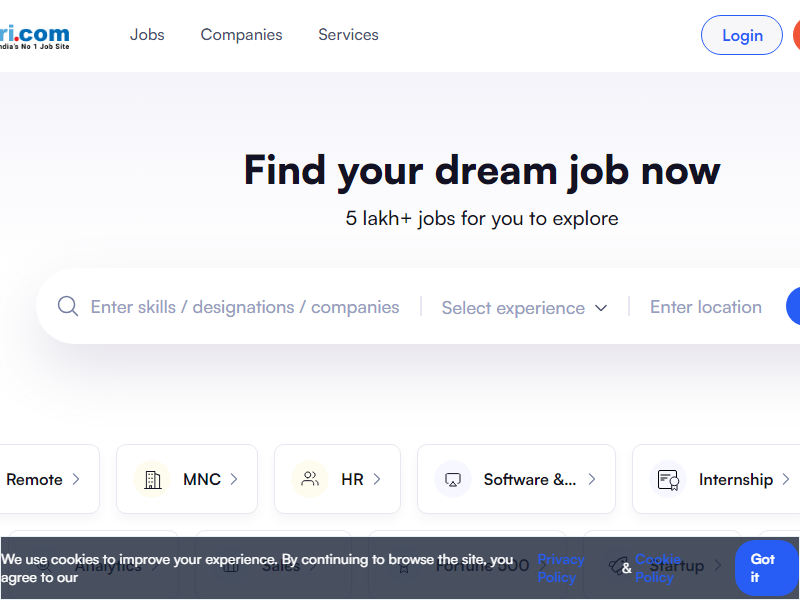 ri.com
ndia's No 1 Job Site
Jobs
Companies
Services
Login
Find your dream job now
5 lakh+ jobs for you to explore
Enter skills / designations / companies
Select experience
Enter location
Remote
MNC
HR
Software &...
Internship
Analytics
Sales
Fortune 500
Startup
We use cookies to improve your experience. By continuing to browse the site, you
agree to our
Privacy
Policy
&
Cookie
Policy
Got
it